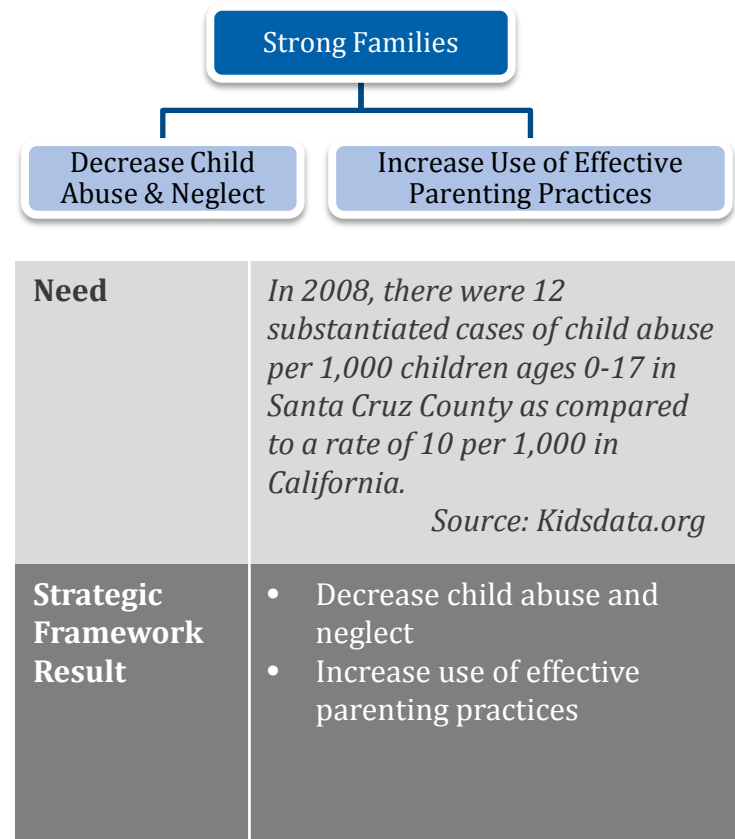 Strong Families
Decrease Child
Abuse & Neglect
Increase Use of Effective
Parenting Practices
Need
In 2008, there were 12
substantiated cases of child abuse
per 1,000 children ages 0-17 in
Santa Cruz County as compared
to a rate of 10 per 1,000 in
California.
Source: Kidsdata.org
Strategic
Framework
Result
• Decrease child abuse and
neglect
• Increase use of effective
parenting practices